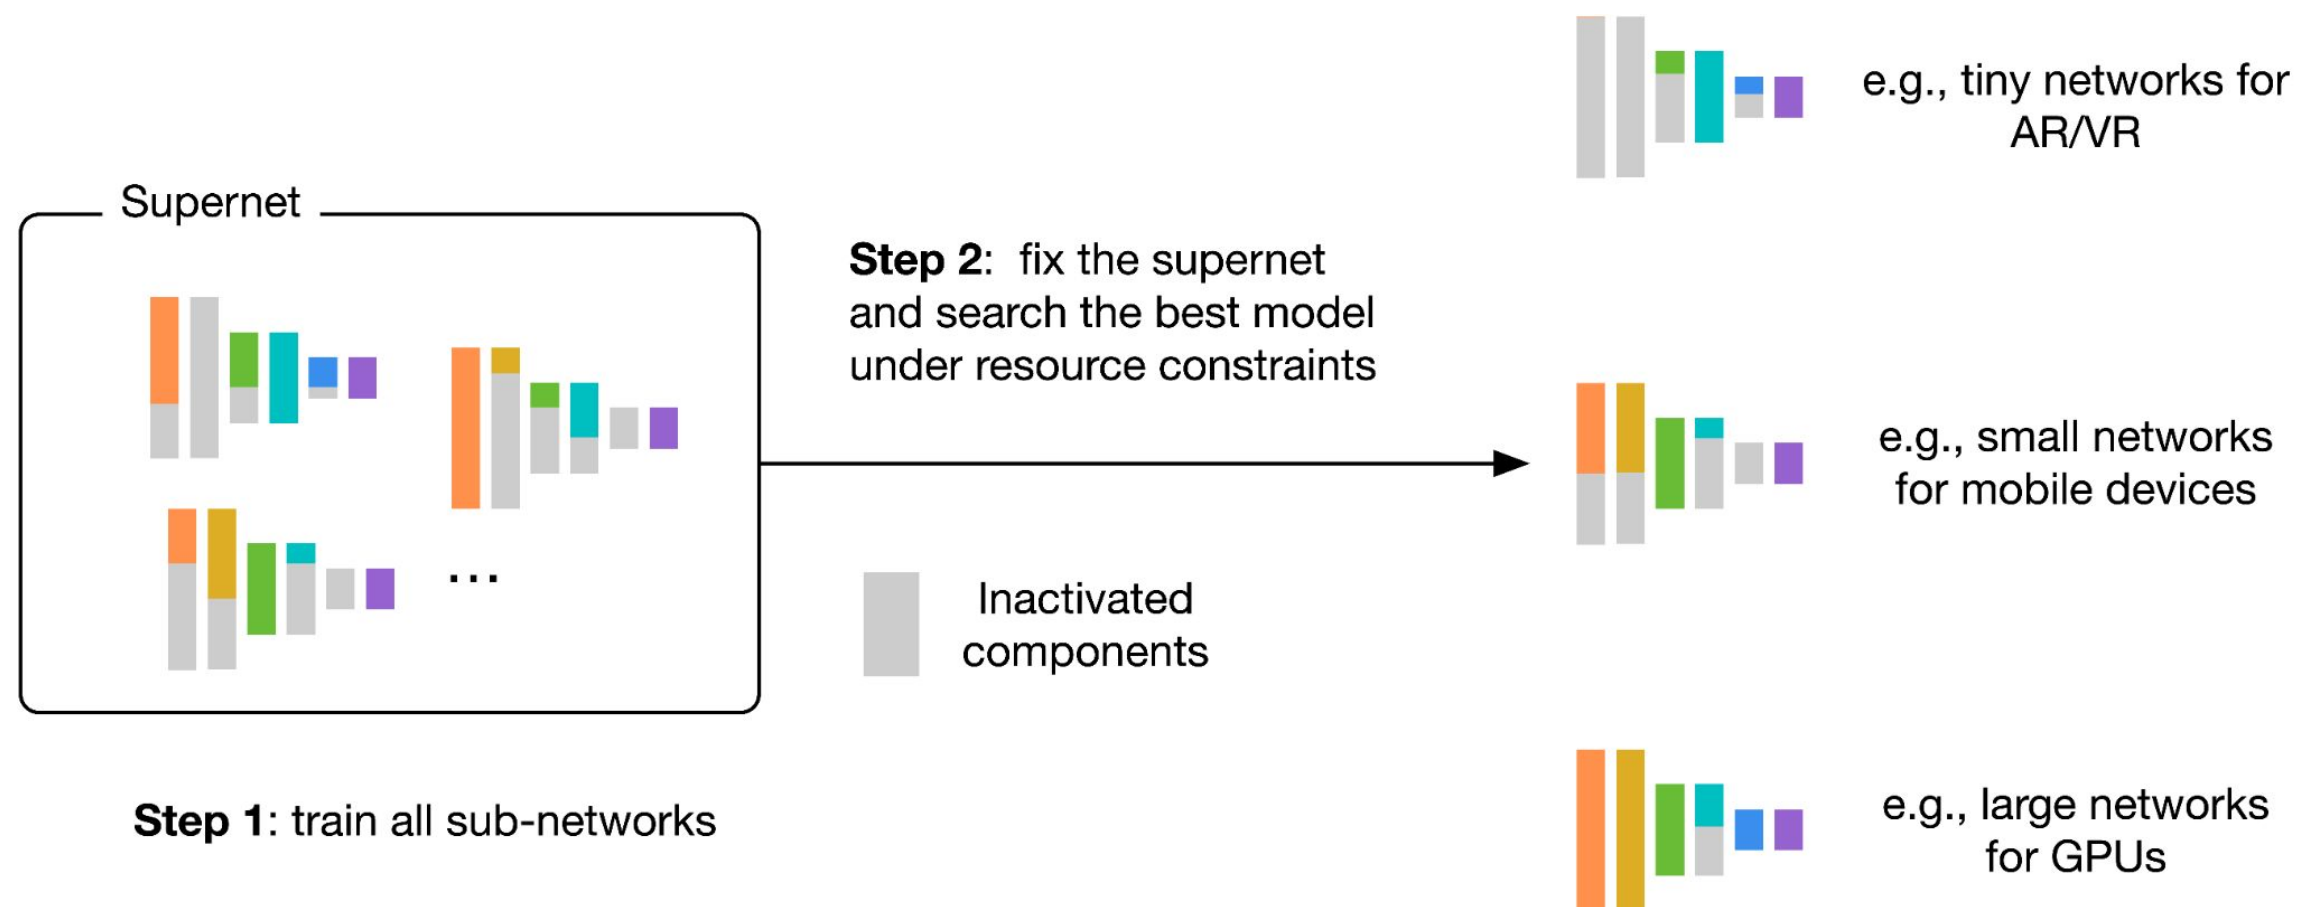 Supernet
Step 1: train all sub-networks
Step 2: fix the supernet
and search the best model
under resource constraints
Inactivated
components
e.g., tiny networks for
AR/VR
e.g., small networks
for mobile devices
e.g., large networks
for GPUs
...